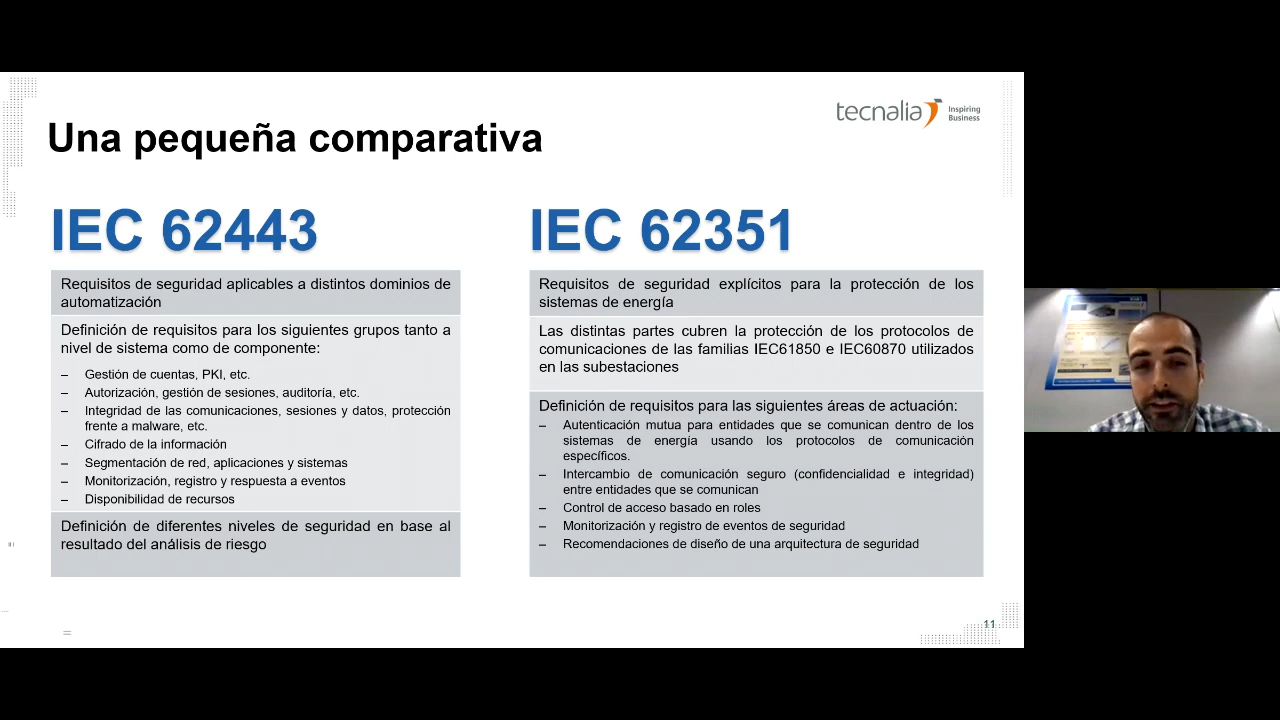 tecnalia
Inspiring
Business
Una pequeña comparativa
IEC 62443
Requisitos de seguridad aplicables a distintos dominios de
automatización
Definición de requisitos para los siguientes grupos tanto a
nivel de sistema como de componente:
– Gestión de cuentas, PKI, etc.
– Autorización, gestión de sesiones, auditoría, etc.
– Integridad de las comunicaciones, sesiones y datos, protección
frente a malware, etc.
– Cifrado de la información
– Segmentación de red, aplicaciones y sistemas
– Monitorización, registro y respuesta a eventos
– Disponibilidad de recursos
Definición de diferentes niveles de seguridad en base al
resultado del análisis de riesgo
IEC 62351
Requisitos de seguridad explícitos para la protección de los
sistemas de energía
Las distintas partes cubren la protección de los protocolos de
comunicaciones de las familias IEC61850 e IEC60870 utilizados
en las subestaciones
Definición de requisitos para las siguientes áreas de actuación:
– Autenticación mutua para entidades que se comunican dentro de los
sistemas de energía usando los protocolos de comunicación
específicos.
– Intercambio de comunicación seguro (confidencialidad e integridad)
entre entidades que se comunican
– Control de acceso basado en roles
– Monitorización y registro de eventos de seguridad
– Recomendaciones de diseño de una arquitectura de seguridad
11